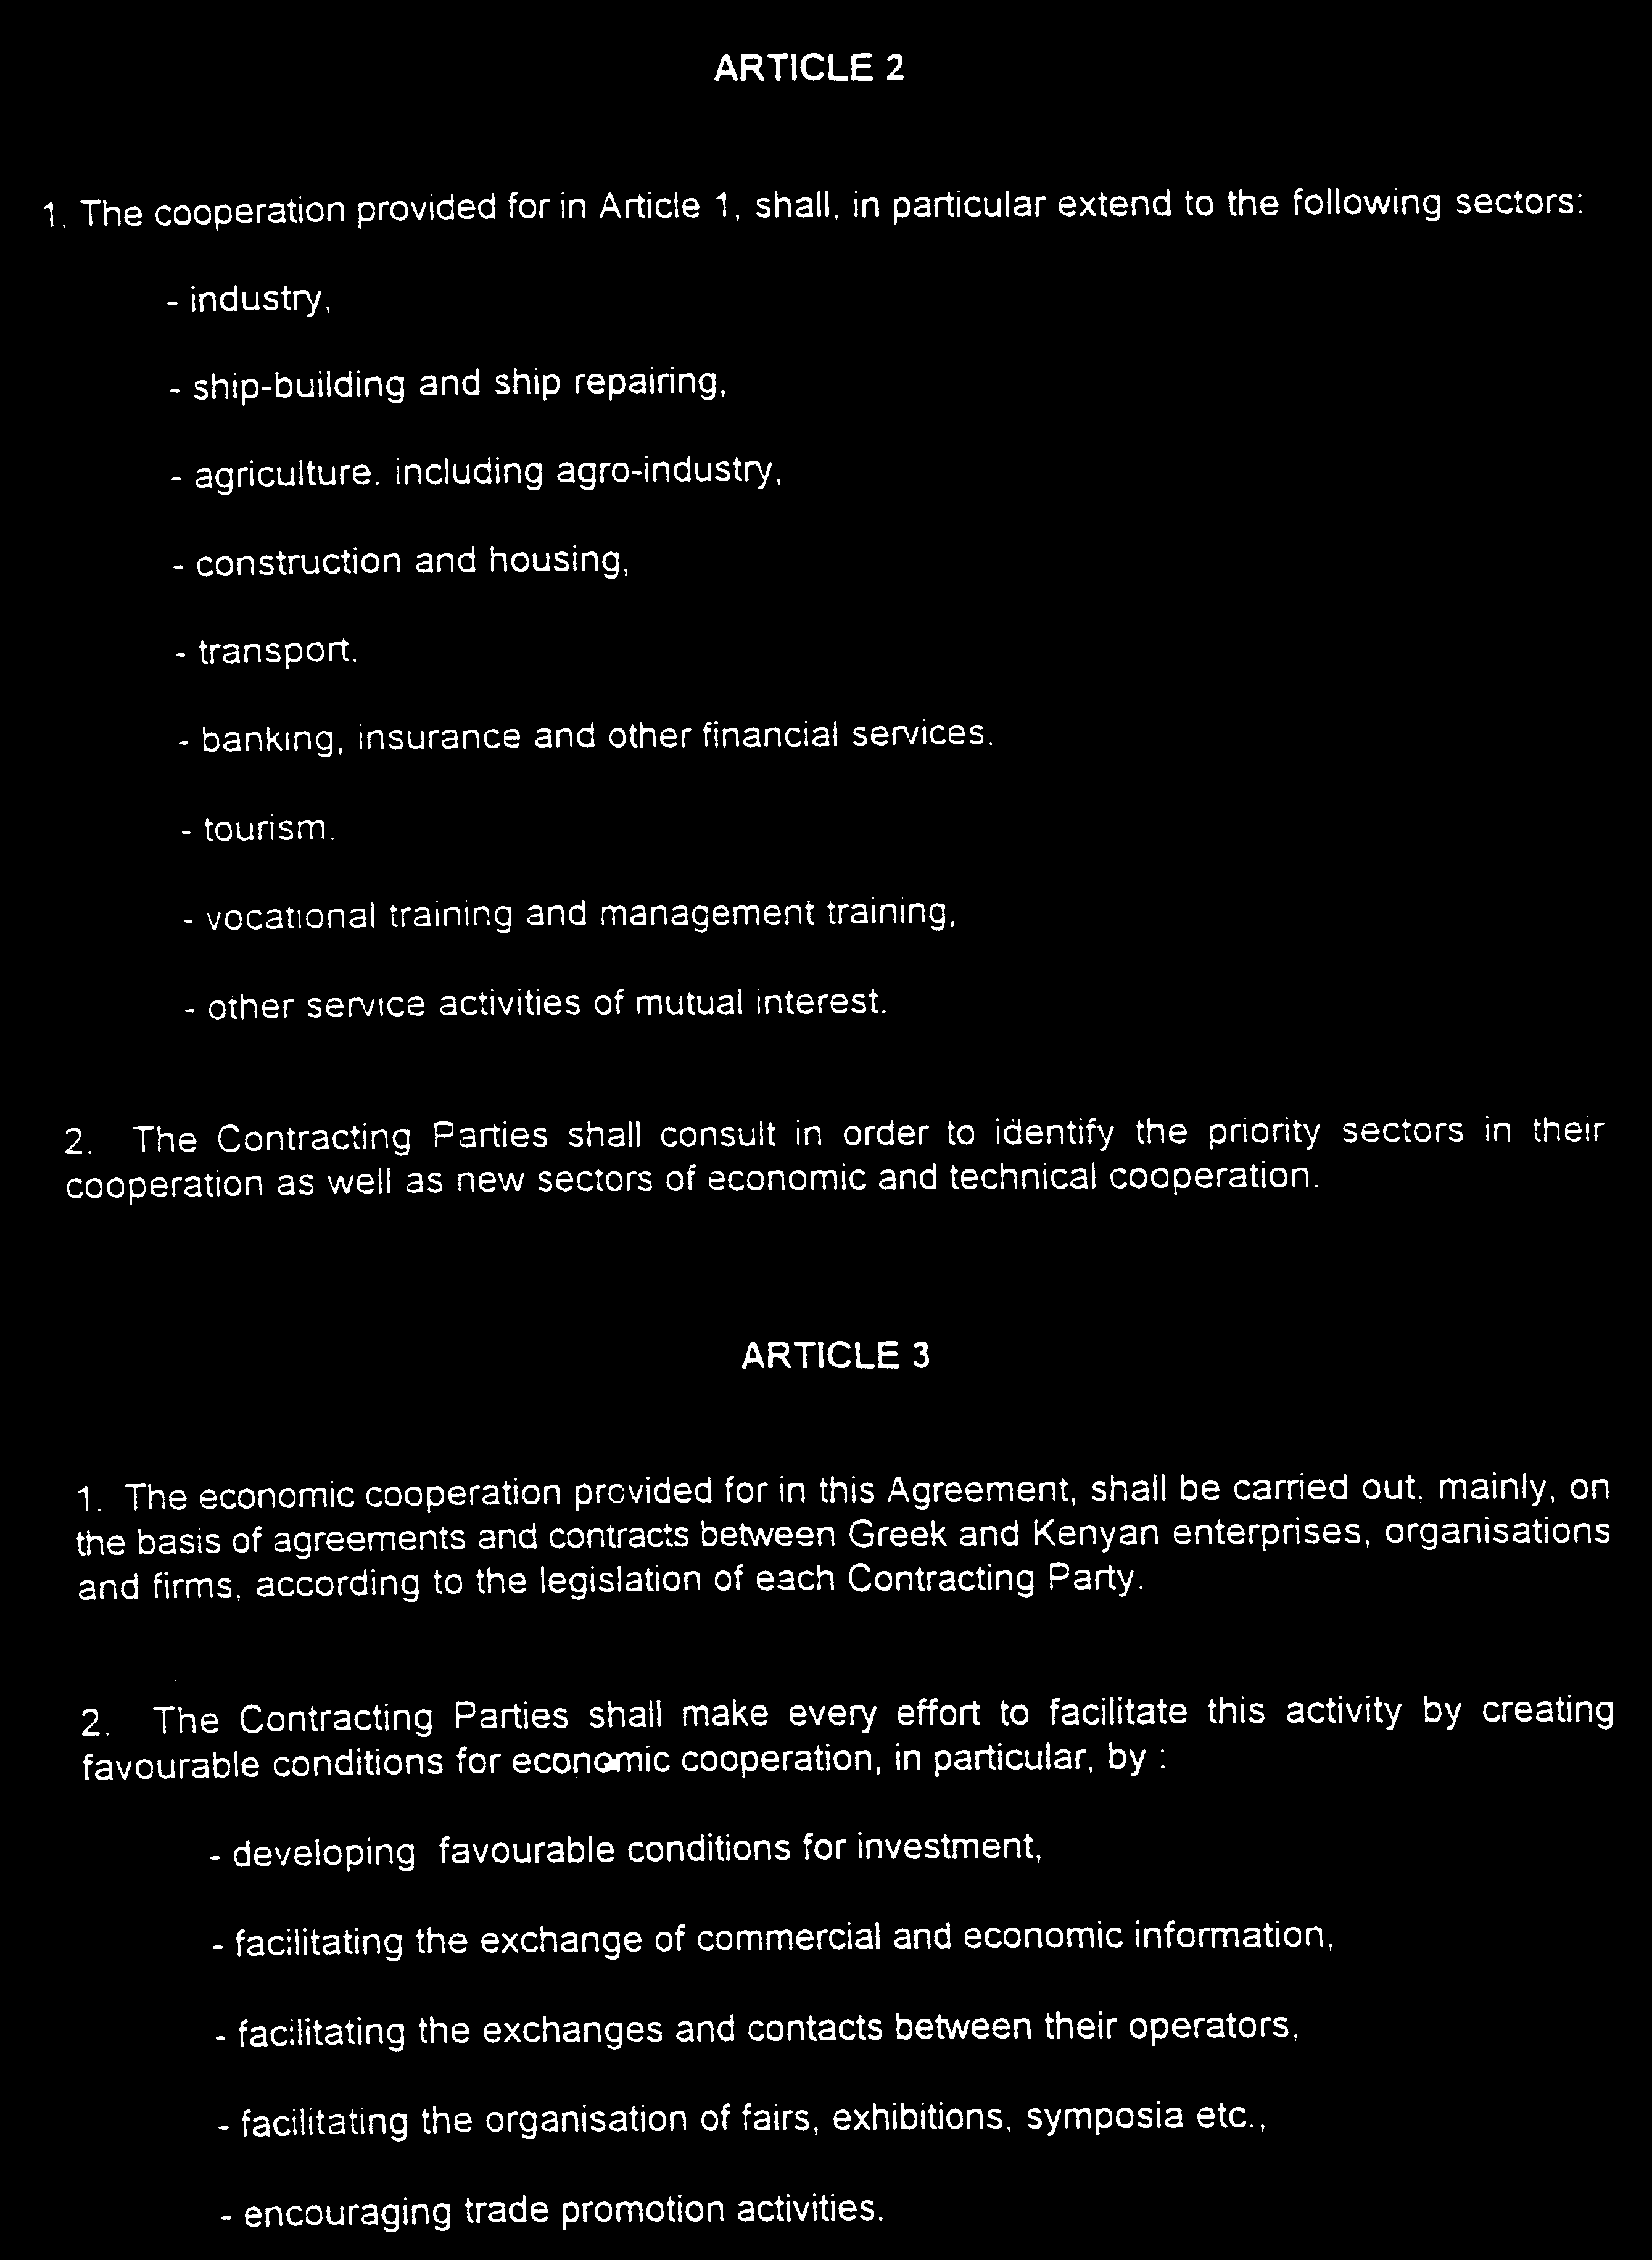 ARTICLE 2
1. The cooperation provided for in Article 1, shall, in particular extend to the following sectors:
- industry,
- ship-building and ship repairing,
- agriculture. including agro-industry,
- construction and housing,
- transport.
- banking, insurance and other financial services.
- tourism.
- vocational training and management training,
- other service activities of mutual interest.
2. The Contracting Parties shall consult in order to identify the priority sectors in their
cooperation as well as new sectors of economic and technical cooperation.
ARTICLE 3
1. The economic cooperation provided for in this Agreement, shall be carried out. mainly, on
the basis of agreements and contracts between Greek and Kenyan enterprises, organisations
and firms, according to the legislation of each Contracting Party.
2. The Contracting Parties shall make every effort to facilitate this activity by creating
favourable conditions for economic cooperation, in particular, by :
- developing favourable conditions for investment,
- facilitating the exchange of commercial and economic information,
- facilitating the exchanges and contacts between their operators,
- facilitating the organisation of fairs, exhibitions, symposia etc.,
- encouraging trade promotion activities.